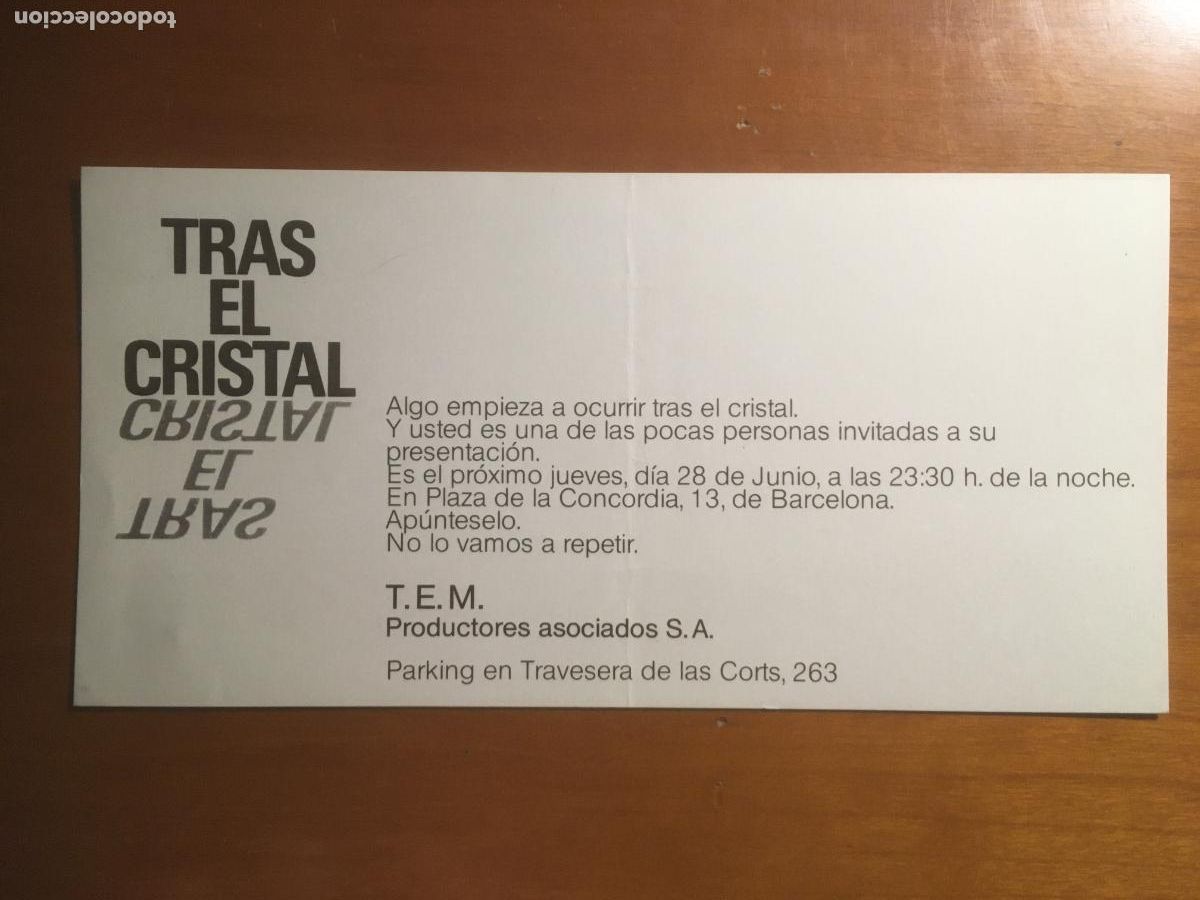 todocoleccion
TRAS
EL
CRISTAL
CRISTAL
EL
TRAS
Algo empieza a ocurrir tras el cristal.
Y usted es una de las pocas personas invitadas a su
presentación.
Es el próximo jueves, día 28 de Junio, a las 23:30 h. de la noche.
En Plaza de la Concordia, 13, de Barcelona.
Apúnteselo.
No lo vamos a repetir.
T.E.M.
Productores asociados S.A.
Parking en Travesera de las Corts, 263